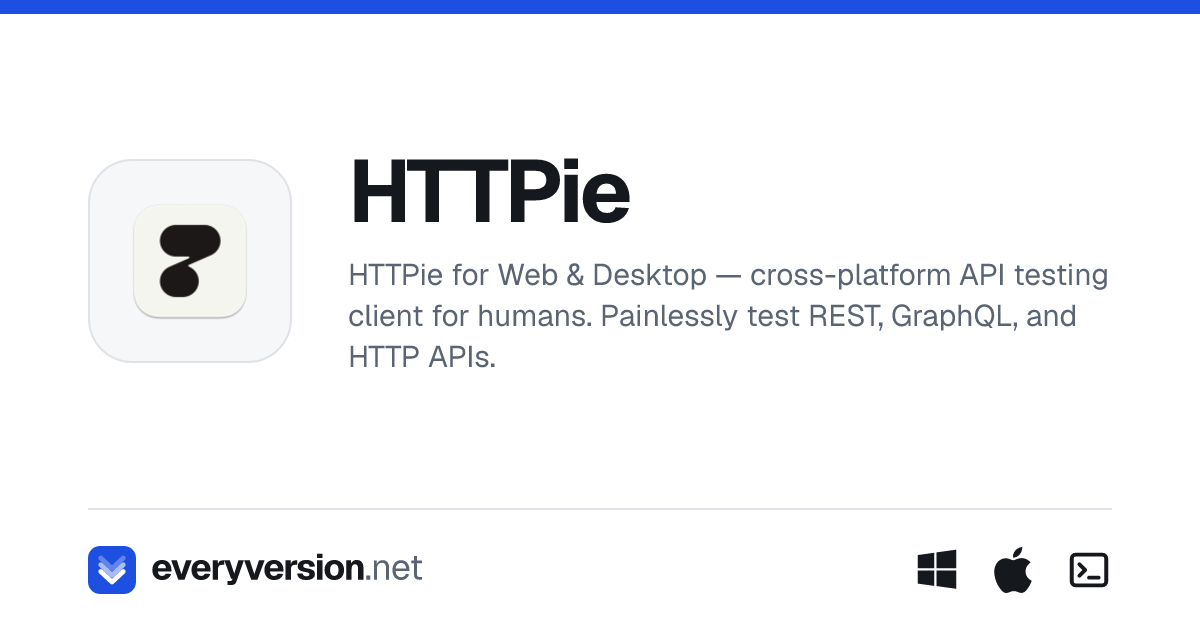 HTTPie
HTTPie for Web & Desktop — cross-platform API testing
client for humans. Painlessly test REST, GraphQL, and
HTTP APIs.
everyversion.net